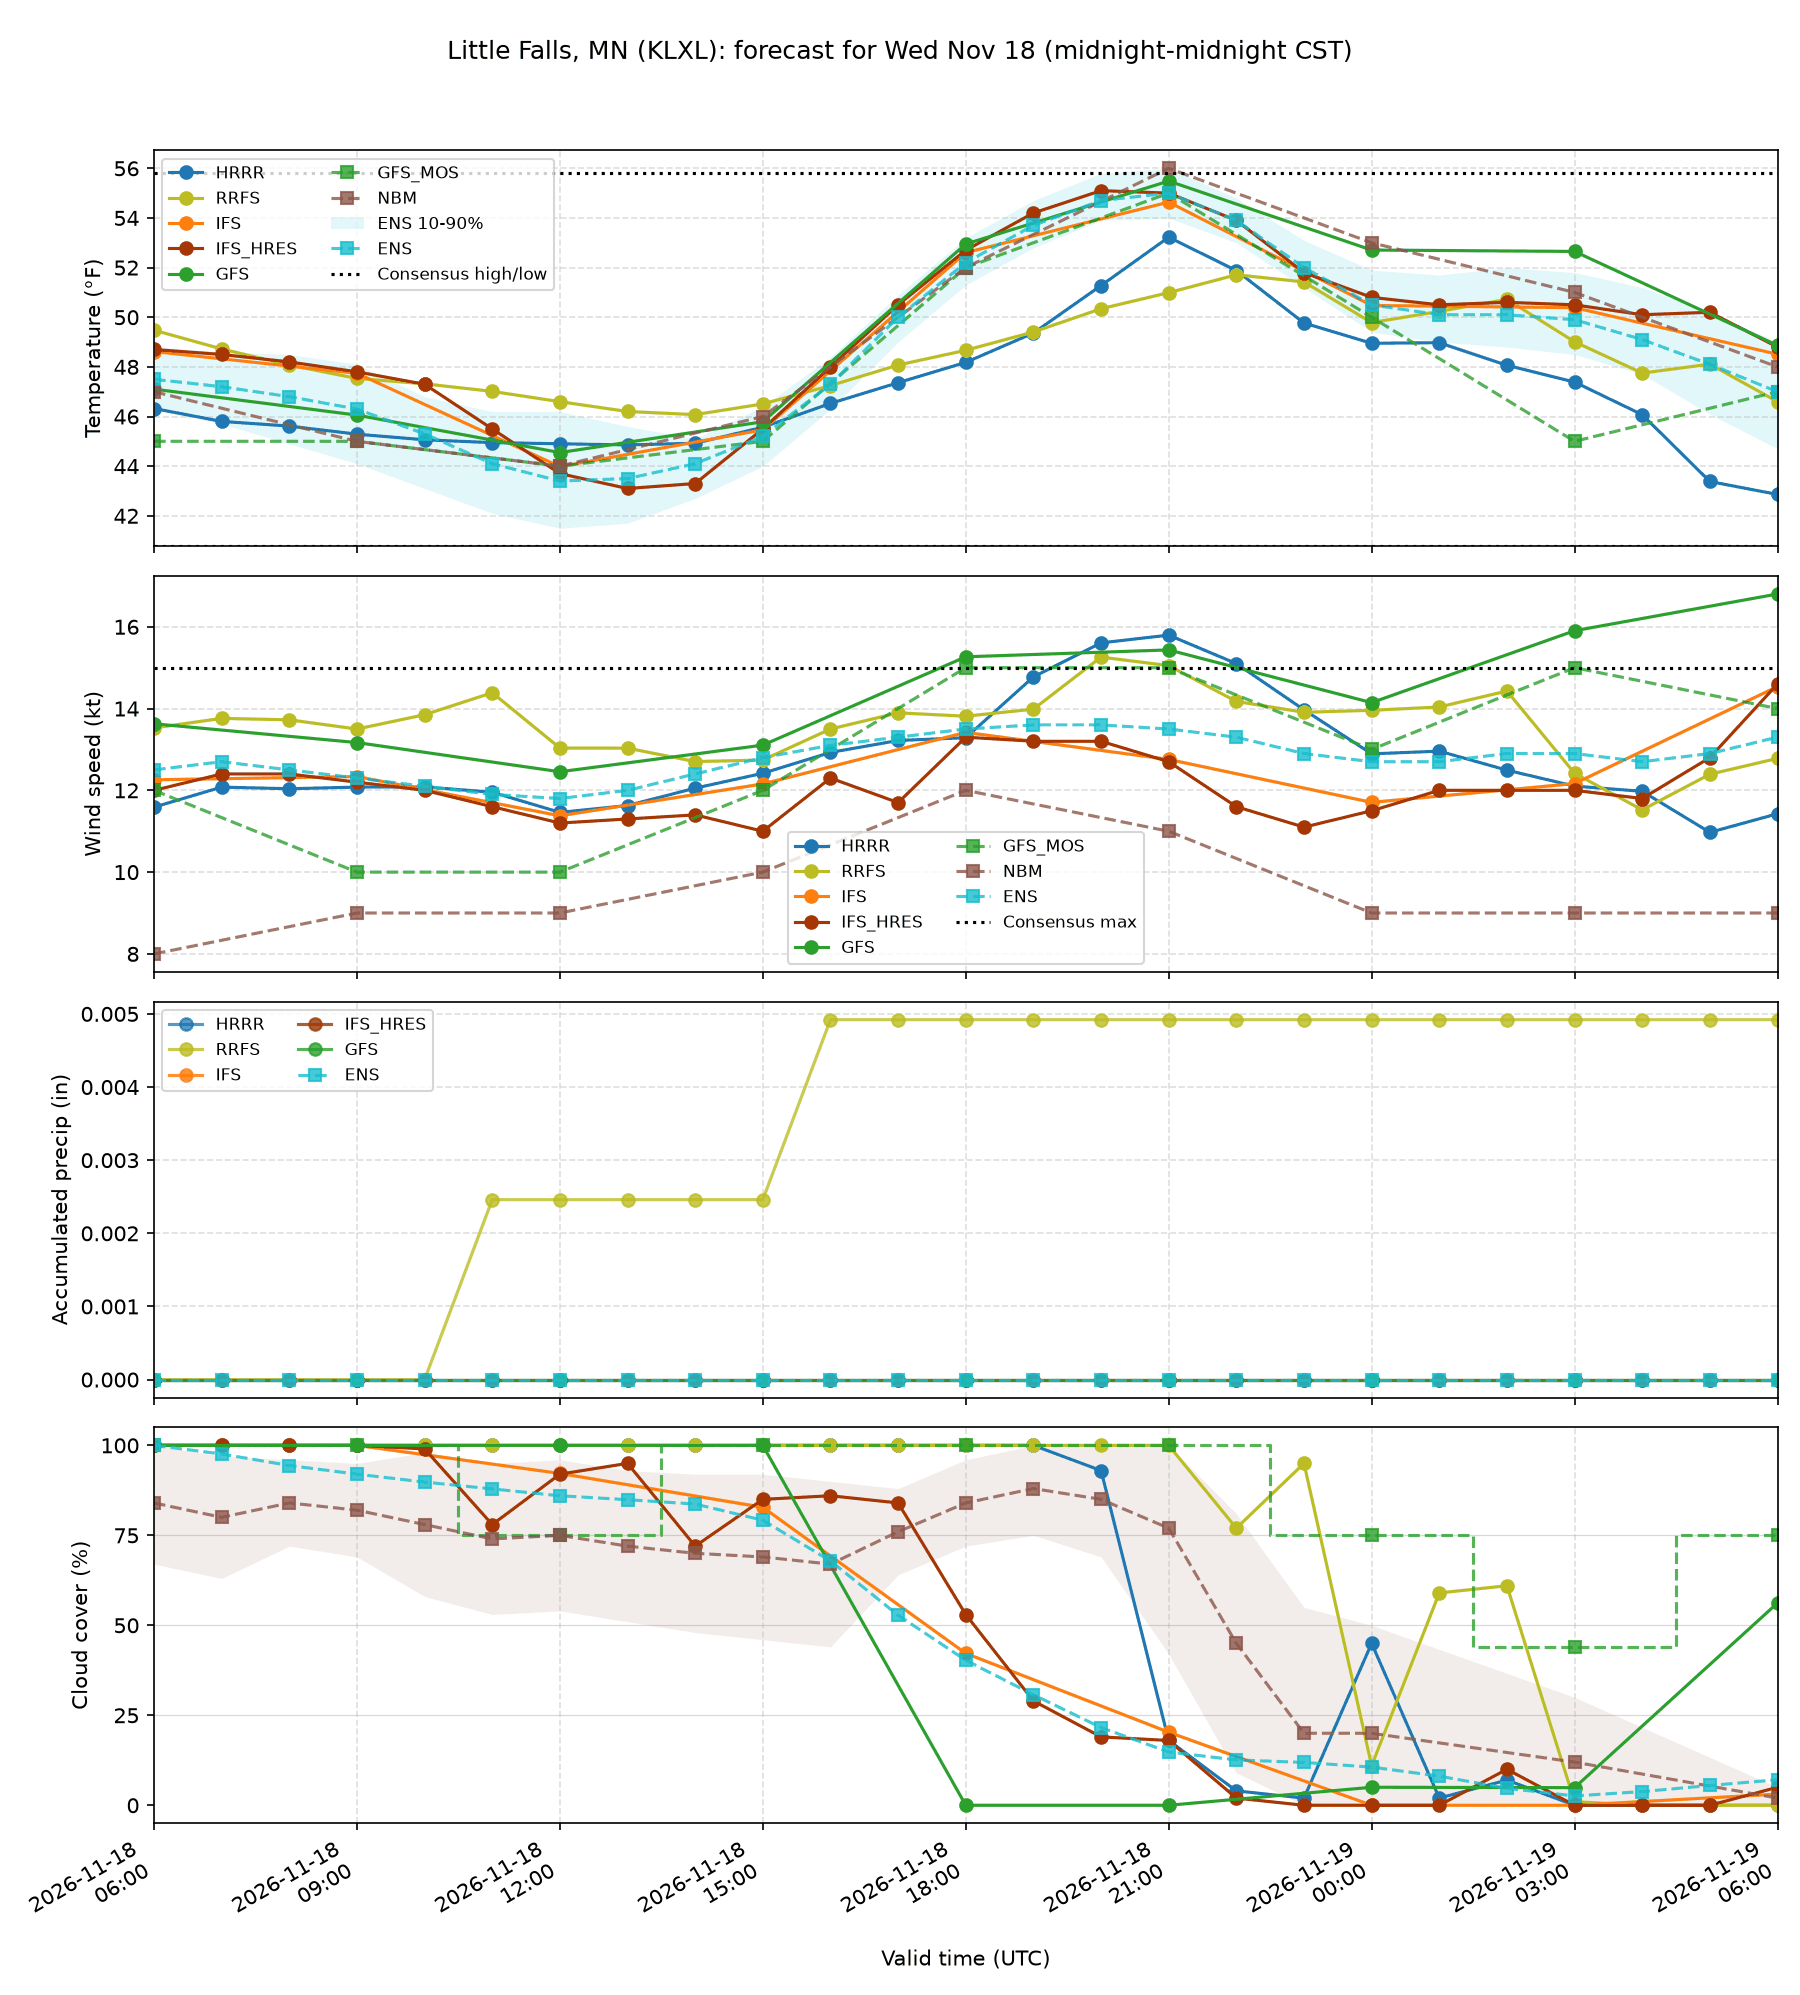 Little Falls, MN (KLXL): forecast for Wed Nov 18 (midnight-midnight CST)
Temperature (°F)
56
54
52
50
48
46
44
42
HRRR
RRFS
IFS
IFS_HRES
GFS
GFS_MOS
NBM
ENS 10-90%
ENS
Consensus high/low
Wind speed (kt)
16
14
12
10
8
HRRR
RRFS
IFS
IFS_HRES
GFS
GFS_MOS
NBM
ENS
Consensus max
Accumulated precip (in)
0.005
0.004
0.003
0.002
0.001
0.000
HRRR
RRFS
IFS
IFS_HRES
GFS
ENS
Cloud cover (%)
100
75
50
25
0
2026-11-18
06:00
2026-11-18
09:00
2026-11-18
12:00
2026-11-18
15:00
2026-11-18
18:00
2026-11-18
21:00
2026-11-19
00:00
2026-11-19
03:00
2026-11-19
06:00
Valid time (UTC)